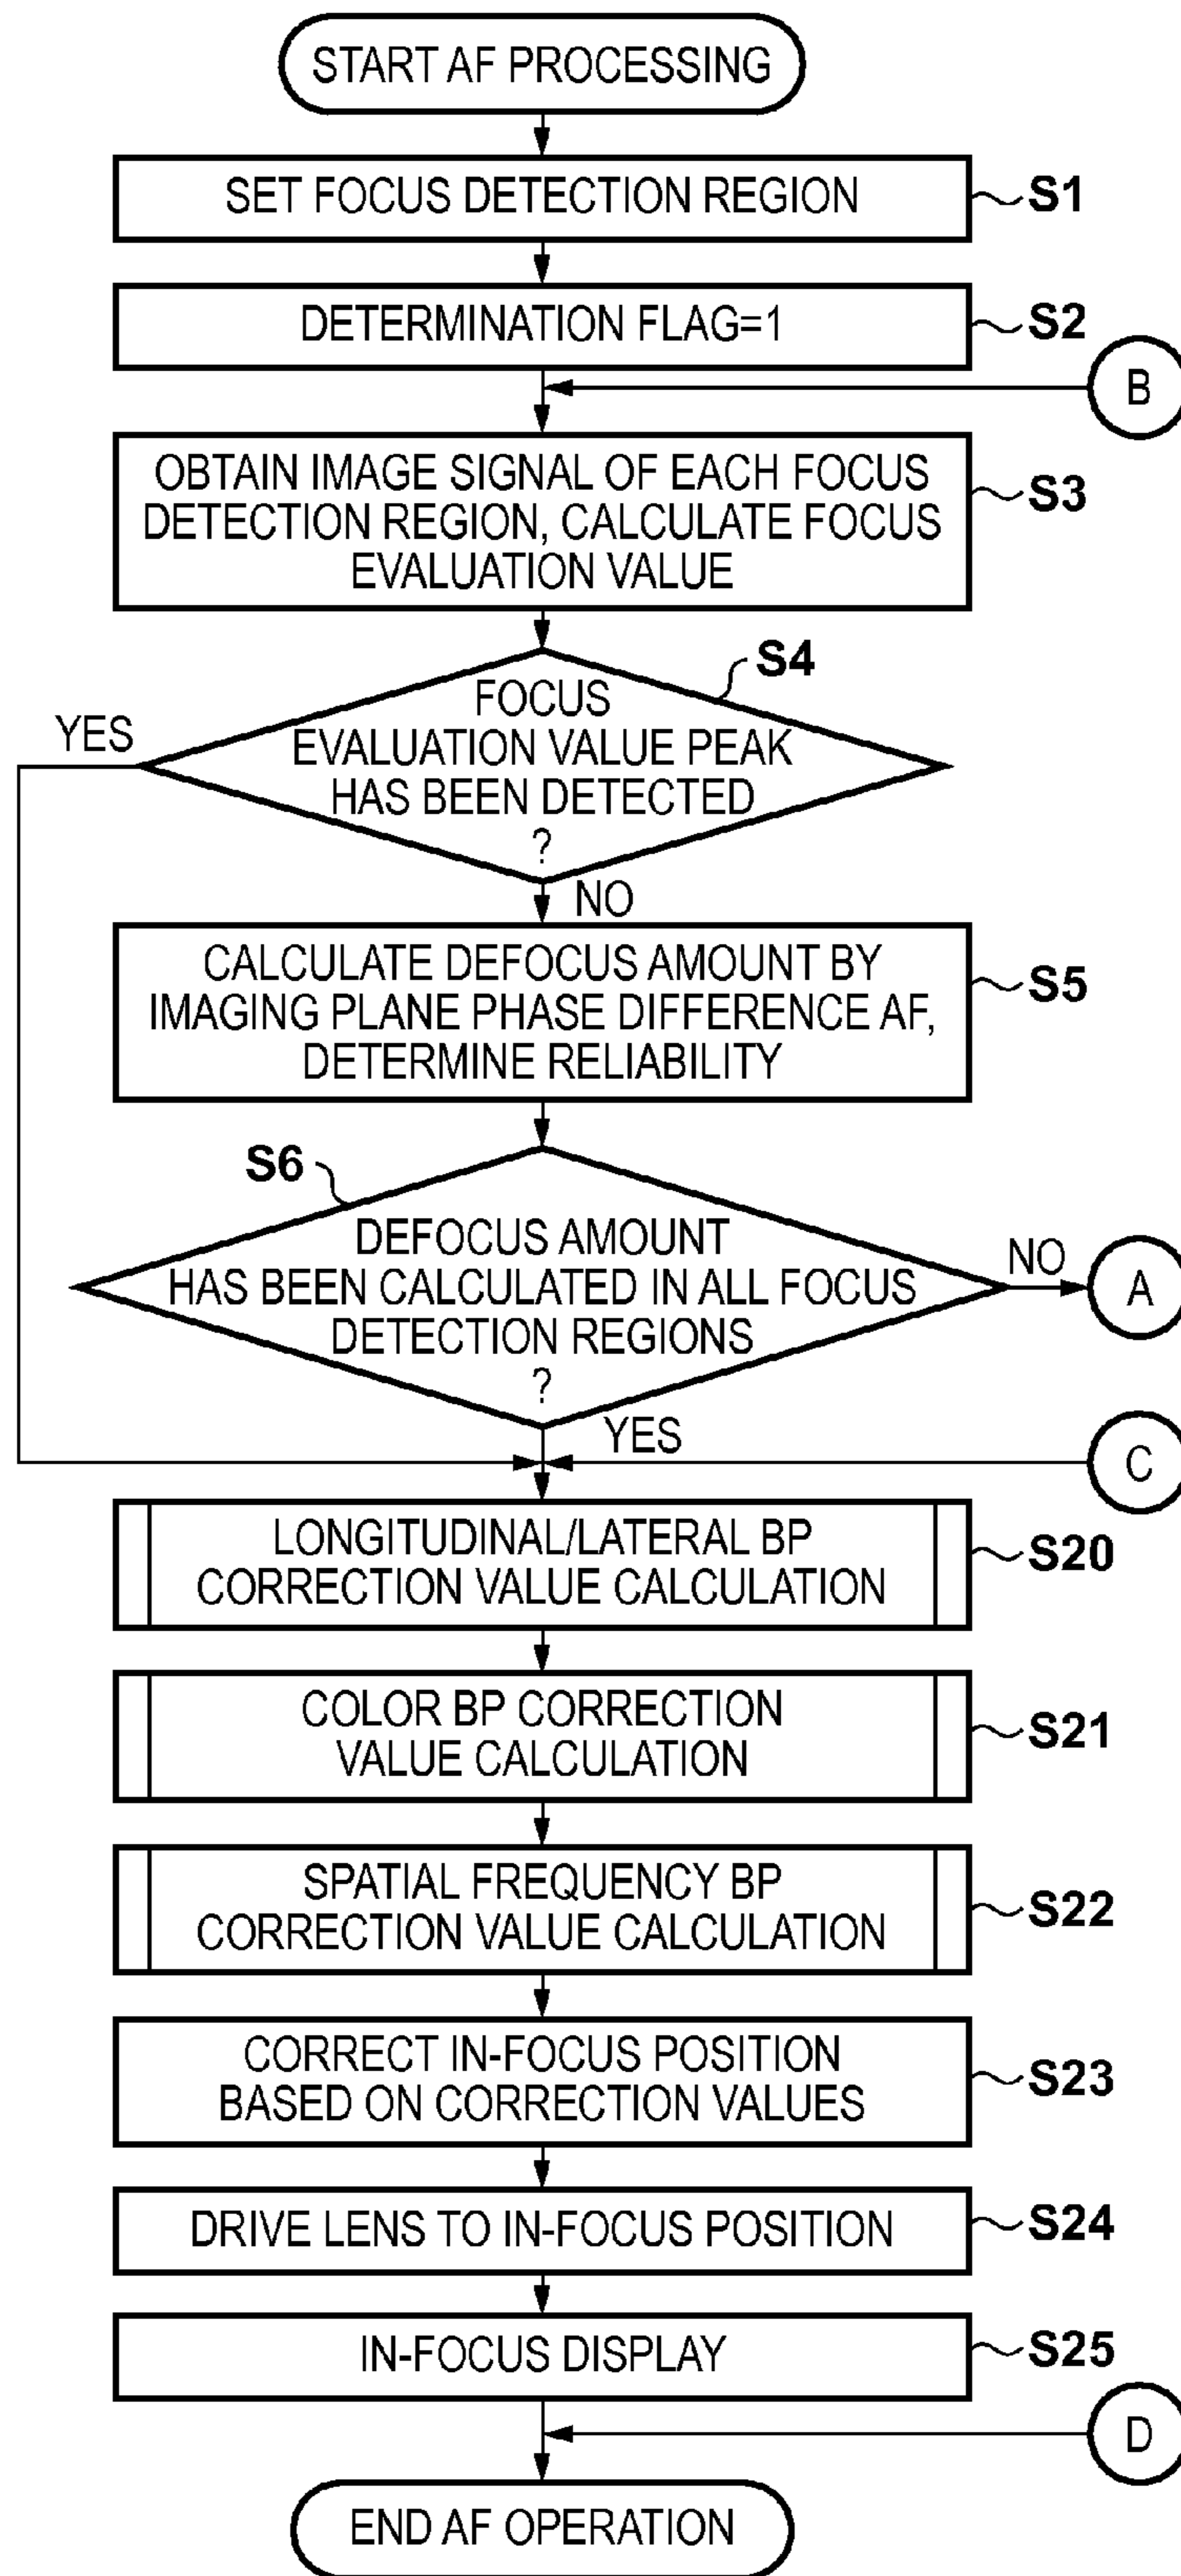 START AF PROCESSING
SET FOCUS DETECTION REGION
S1
DETERMINATION FLAG=1
S2
B
OBTAIN IMAGE SIGNAL OF EACH FOCUS
DETECTION REGION, CALCULATE FOCUS
EVALUATION VALUE
S3
S4
FOCUS
EVALUATION VALUE PEAK
HAS BEEN DETECTED
?
YES
NO
CALCULATE DEFOCUS AMOUNT BY
IMAGING PLANE PHASE DIFFERENCE AF,
DETERMINE RELIABILITY
S5
S6
DEFOCUS AMOUNT
HAS BEEN CALCULATED IN ALL FOCUS
DETECTION REGIONS
?
NO
A
YES
C
LONGITUDINAL/LATERAL BP
CORRECTION VALUE CALCULATION
S20
COLOR BP CORRECTION
VALUE CALCULATION
S21
SPATIAL FREQUENCY BP
CORRECTION VALUE CALCULATION
S22
CORRECT IN-FOCUS POSITION
BASED ON CORRECTION VALUES
S23
DRIVE LENS TO IN-FOCUS POSITION
S24
IN-FOCUS DISPLAY
S25
D
END AF OPERATION